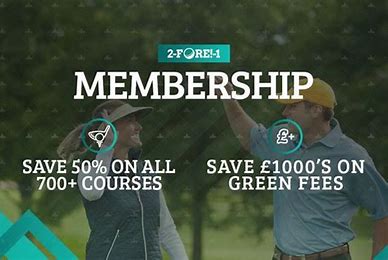 2-FORE!-1
MEMBERSHIP
£+
SAVE 50% ON ALL
700+ COURSES
SAVE £1000'S ON
GREEN FEES